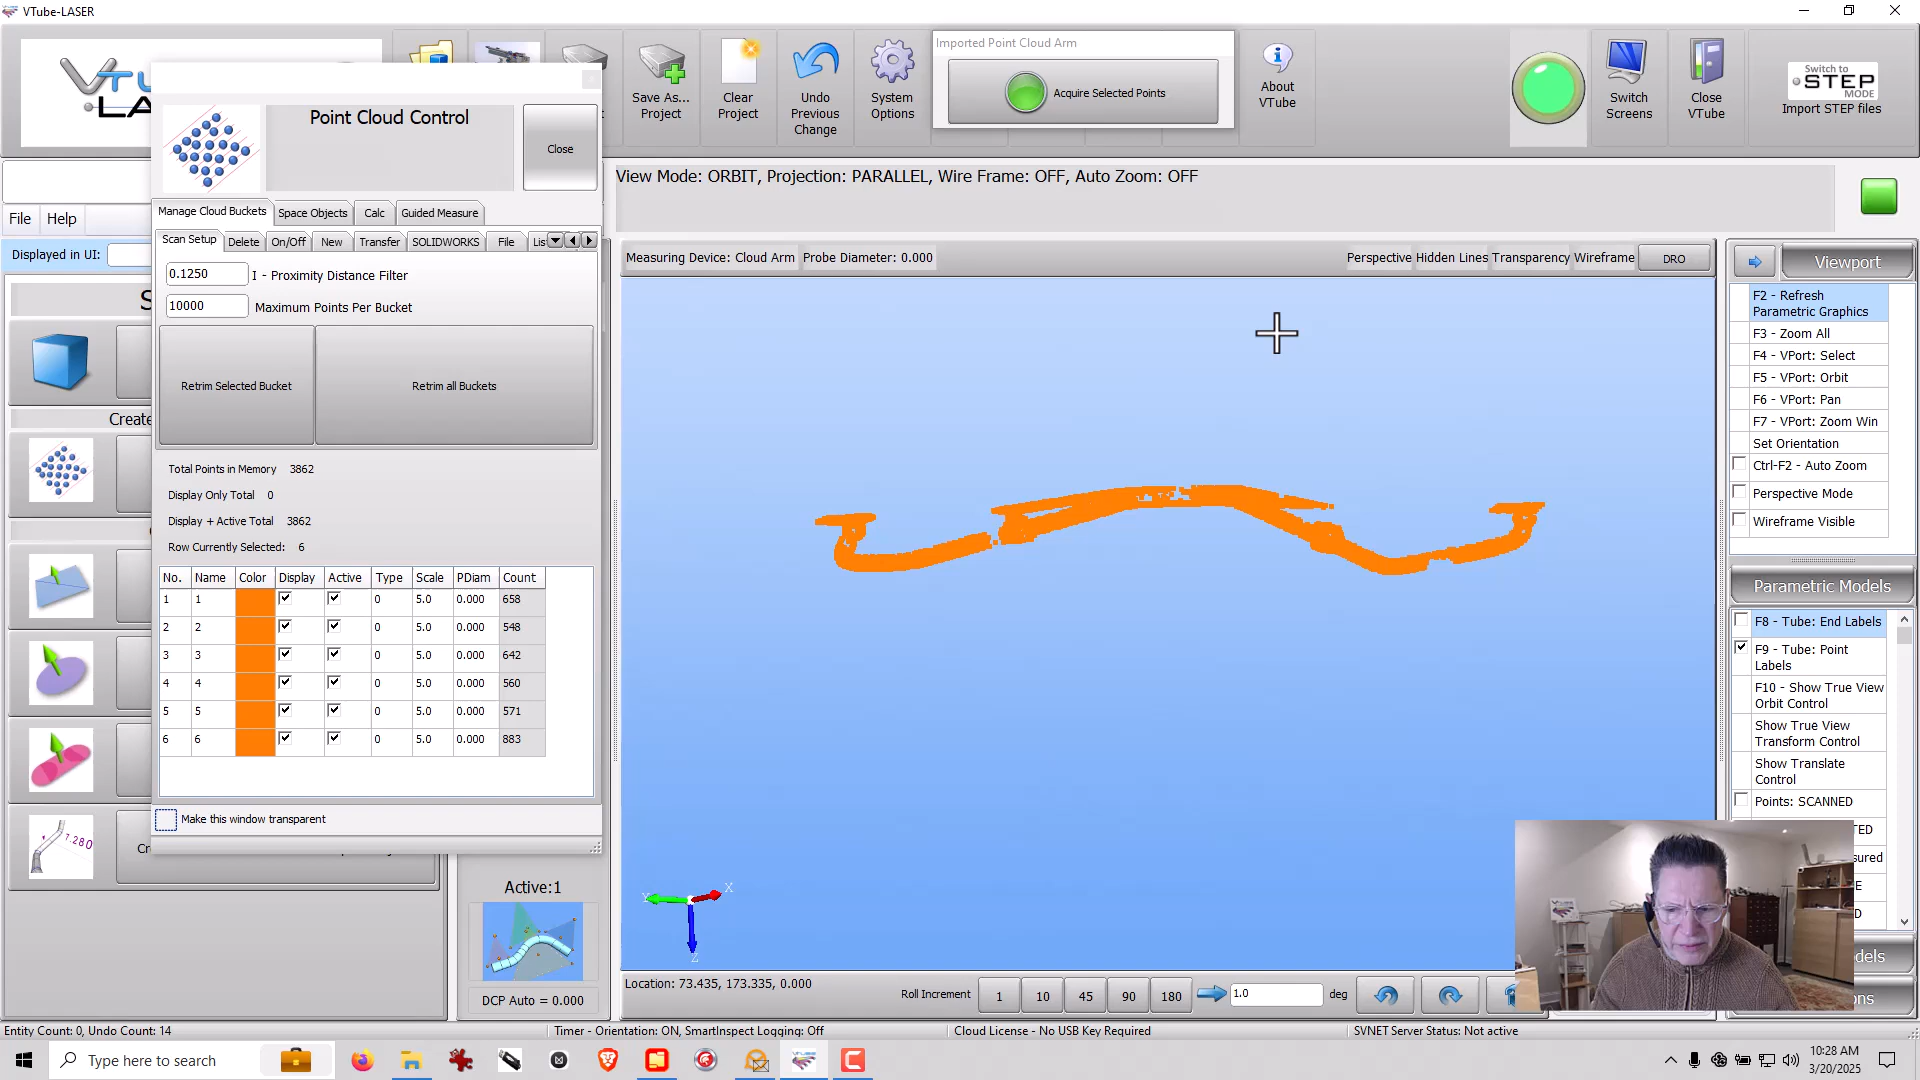 VTube-LASER
VTU
LA
Point Cloud Control
Close
Save As...
Project
Clear
Project
Undo
Previous
Change
System
Options
Imported Point Cloud Arm
Acquire Selected Points
About
VTube
Switch
Screens
Close
VTube
Switch to
STEP
MODE
Import STEP files
View Mode: ORBIT, Projection: PARALLEL, Wire Frame: OFF, Auto Zoom: OFF
File Help
Displayed in UI:
Manage Cloud Buckets Space Objects Calc Guided Measure
Scan Setup Delete On/Off New Transfer SOLIDWORKS File Lis
0.1250 I - Proximity Distance Filter
10000 Maximum Points Per Bucket
Retrim Selected Bucket Retrim all Buckets
Total Points in Memory 3862
Display Only Total 0
Display + Active Total 3862
Row Currently Selected: 6
No. Name Color Display Active Type Scale PDiam Count
1 1 0 5.0 0.000 658
2 2 0 5.0 0.000 548
3 3 0 5.0 0.000 642
4 4 0 5.0 0.000 560
5 5 0 5.0 0.000 571
6 6 0 5.0 0.000 883
Make this window transparent
S
Create
Cr
7.280
Active:1
DCP Auto = 0.000
Measuring Device: Cloud Arm Probe Diameter: 0.000
Perspective Hidden Lines Transparency Wireframe DRO
Y X
Z
Location: 73.435, 173.335, 0.000
Roll Increment 1 10 45 90 180 1.0 deg
Viewport
F2 - Refresh
Parametric Graphics
F3 - Zoom All
F4 - VPort: Select
F5 - VPort: Orbit
F6 - VPort: Pan
F7 - VPort: Zoom Win
Set Orientation
Ctrl-F2 - Auto Zoom
Perspective Mode
Wireframe Visible
Parametric Models
F8 - Tube: End Labels
F9 - Tube: Point
Labels
F10 - Show True View
Orbit Control
Show True View
Transform Control
Show Translate
Control
Points: SCANNED
TED
sured
E
D
dels
ons
Entity Count: 0, Undo Count: 14
Timer - Orientation: ON, SmartInspect Logging: Off
Cloud License - No USB Key Required
SVNET Server Status: Not active
Type here to search
10:28 AM
3/20/2025